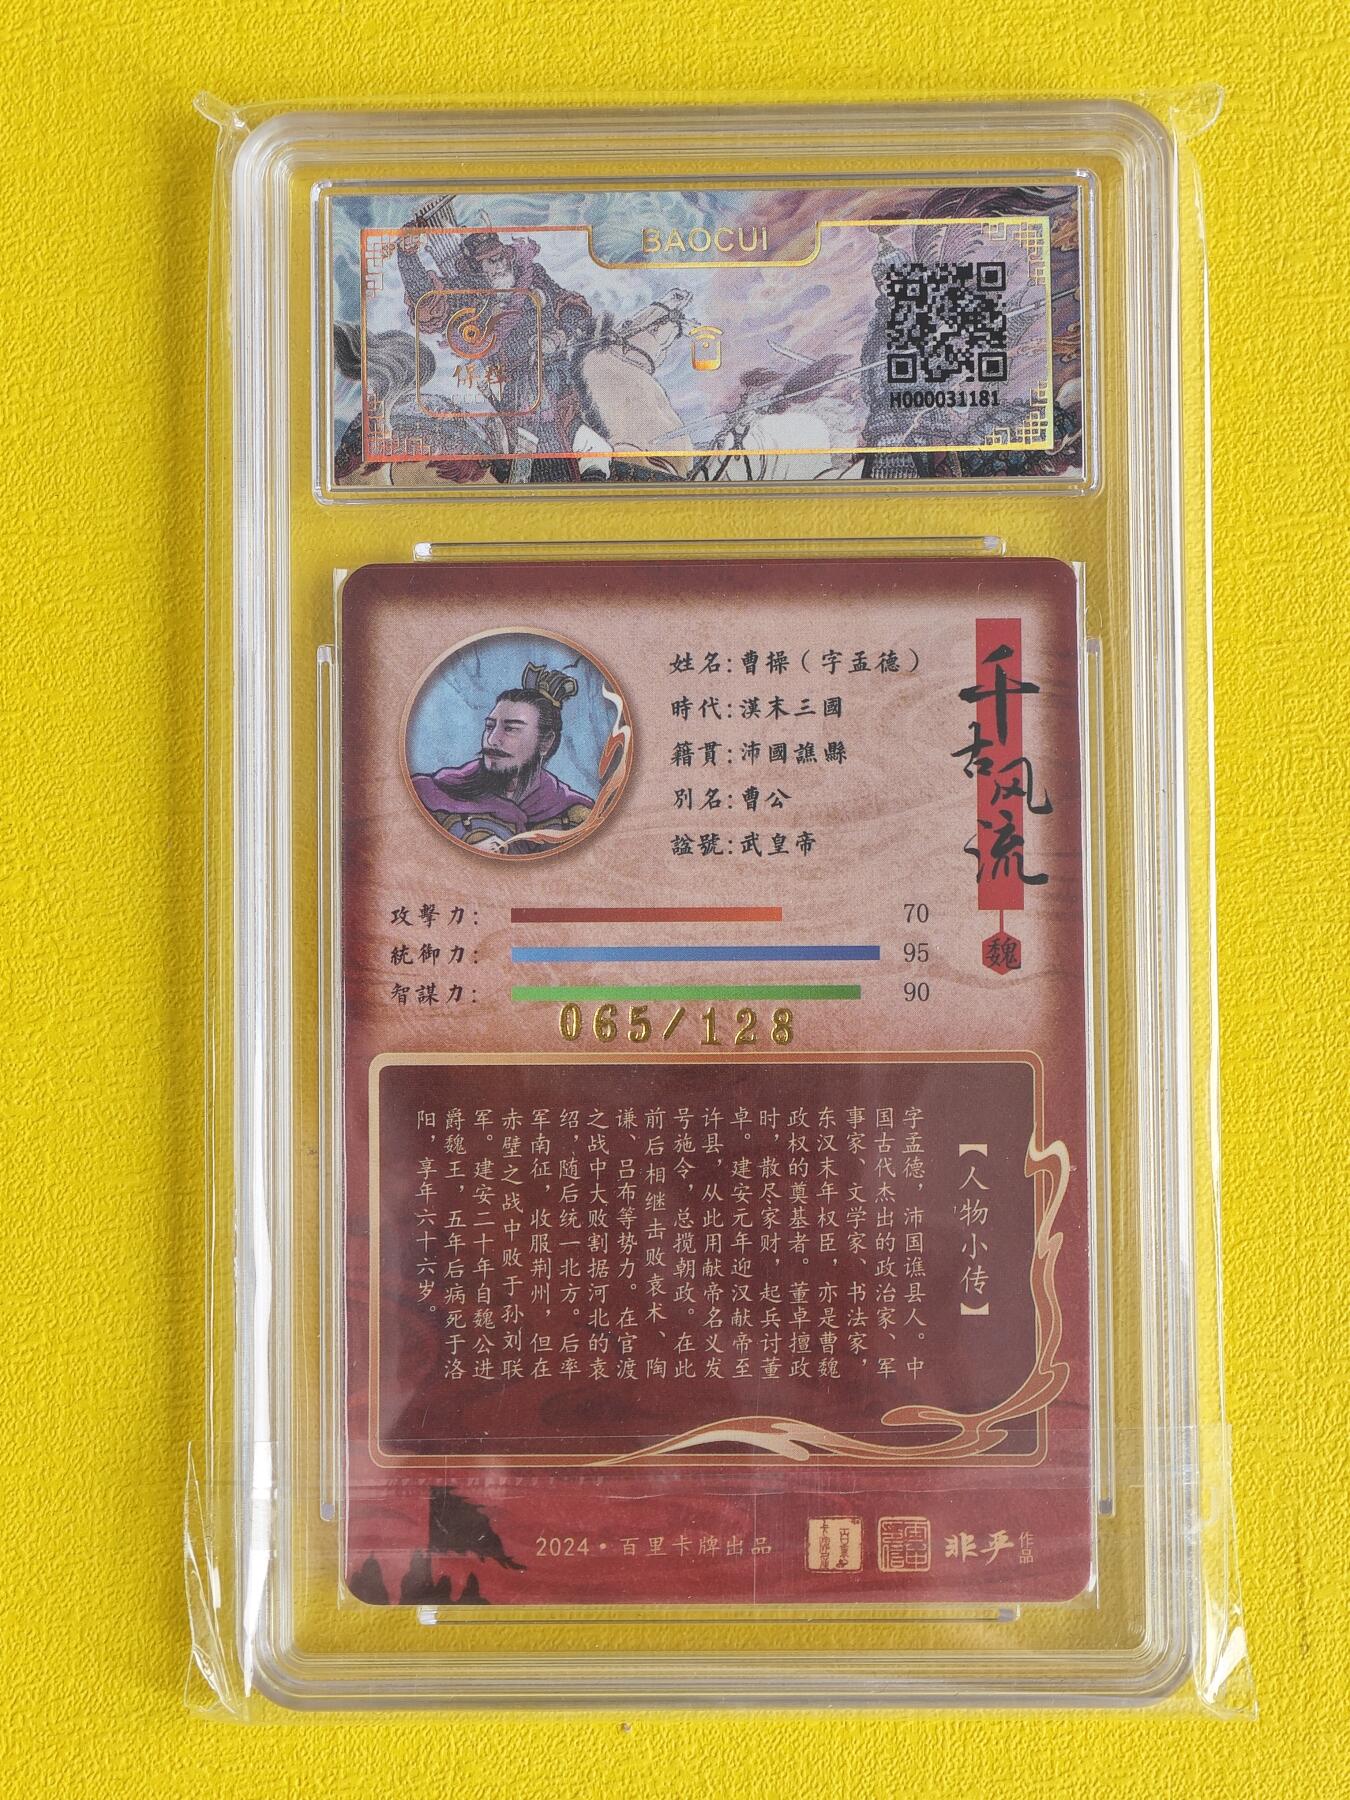 BAOCUI
保粹
H000031181
姓名:曹操(字孟德)
時代:漢末三國
籍貫:沛國譙縣
別名:曹公
謚號:武皇帝
千古风流
魏
攻擊力: 70
統御力: 95
智謀力: 90
065/128
【人物小传】
字孟德，沛国谯县人。中
国古代杰出的政治家、军
事家、文学家、书法家，
东汉末年权臣，亦是曹魏
政权的奠基者。董卓擅政
时，散尽家财，起兵讨董
卓。建安元年迎汉献帝至
许县，从此用献帝名义发
号施令，总揽朝政。在此
前后相继击败袁术、陶
谦、吕布等势力。在官渡
之战中大败割据河北的袁
绍，随后统一北方。后率
军南征，收服荆州，但在
赤壁之战中败于孙刘联
军。建安二十年自魏公进
爵魏王，五年后病死于洛
阳，享年六十六岁。
2024·百里卡牌出品
非乎作品